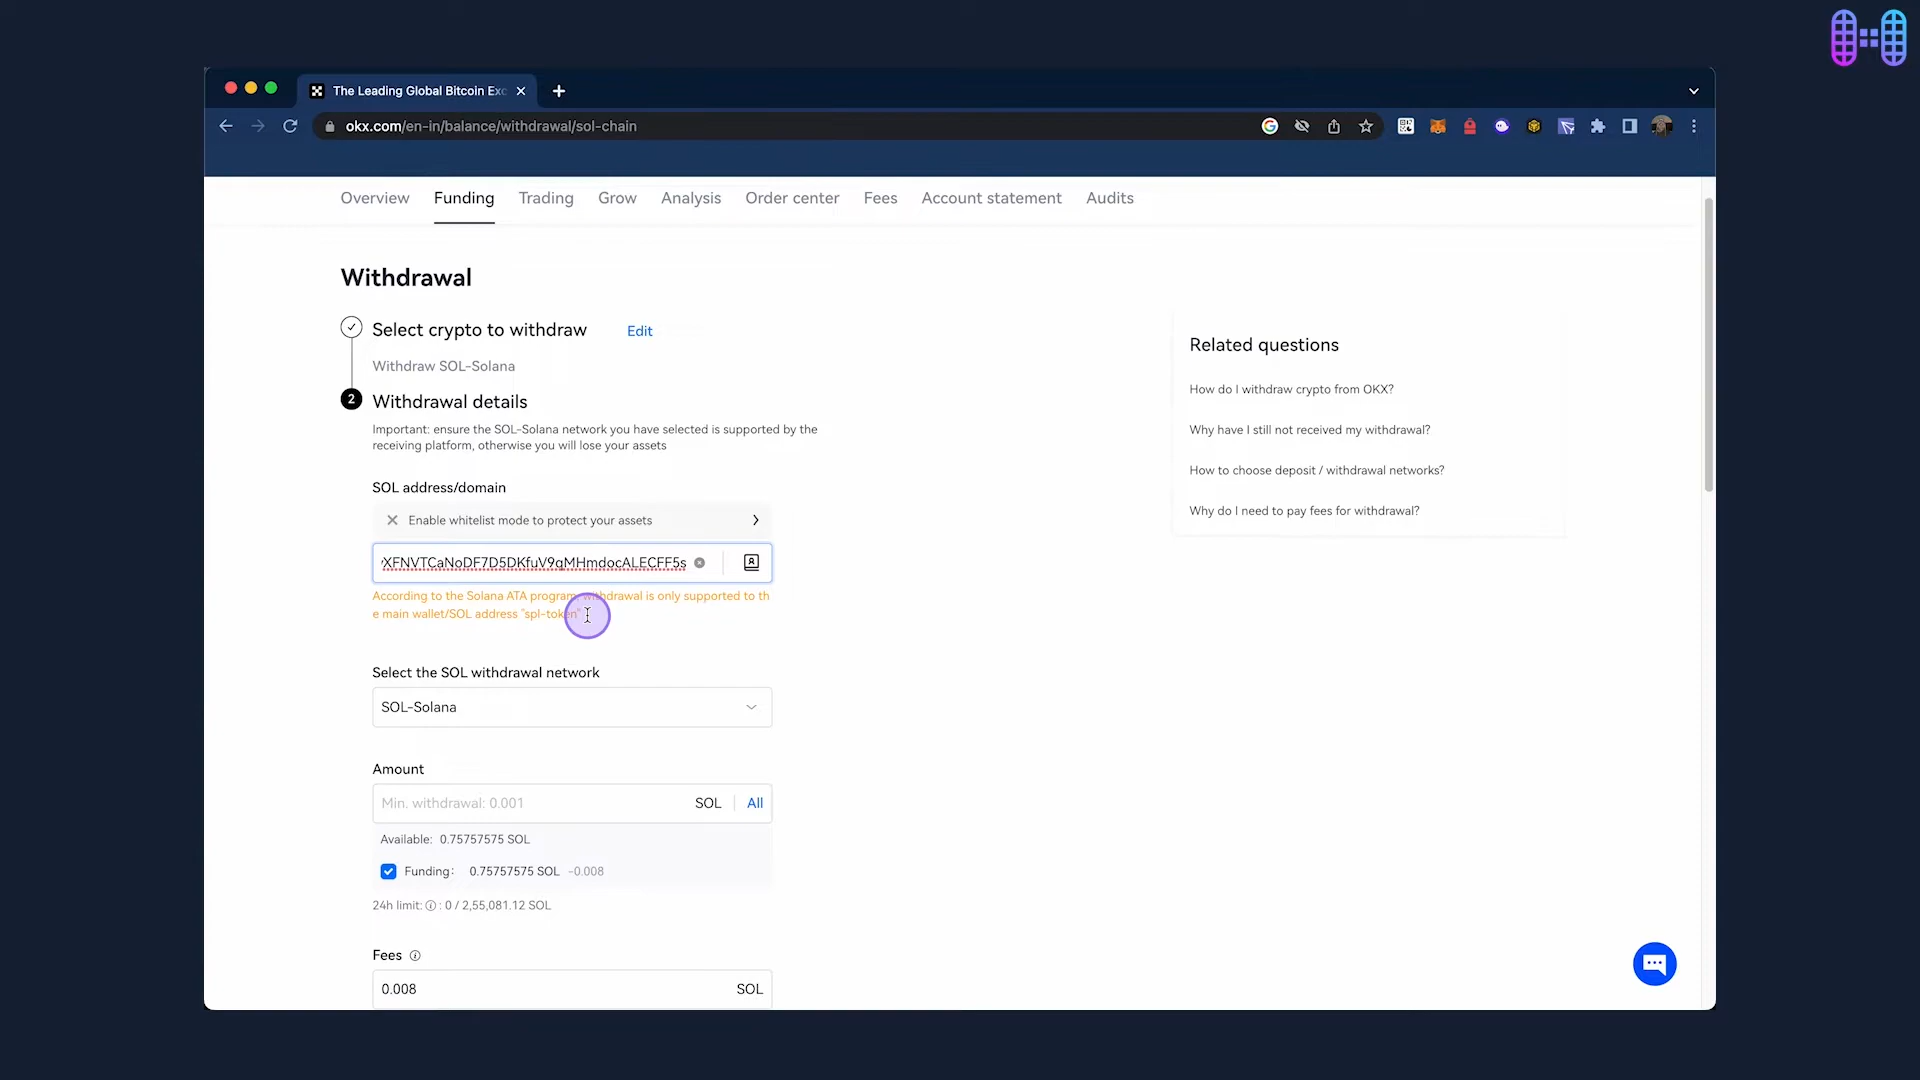 The Leading Global Bitcoin Exc
okx.com/en-in/balance/withdrawal/sol-chain
Overview Funding Trading Grow Analysis Order center Fees Account statement Audits
Withdrawal
Select crypto to withdraw Edit
Withdraw SOL-Solana
2 Withdrawal details
Important: ensure the SOL-Solana network you have selected is supported by the
receiving platform, otherwise you will lose your assets
SOL address/domain
Enable whitelist mode to protect your assets
XFNVTCaNoDF7D5DKfuV9qMHmdocALECFF5s
According to the Solana ATA program, withdrawal is only supported to th
e main wallet/SOL address "spl-token"
Select the SOL withdrawal network
SOL-Solana
Amount
Min. withdrawal: 0.001 SOL All
Available: 0.75757575 SOL
Funding: 0.75757575 SOL -0.008
24h limit: : 0 / 2,55,081.12 SOL
Fees
0.008 SOL
Related questions
How do I withdraw crypto from OKX?
Why have I still not received my withdrawal?
How to choose deposit / withdrawal networks?
Why do I need to pay fees for withdrawal?